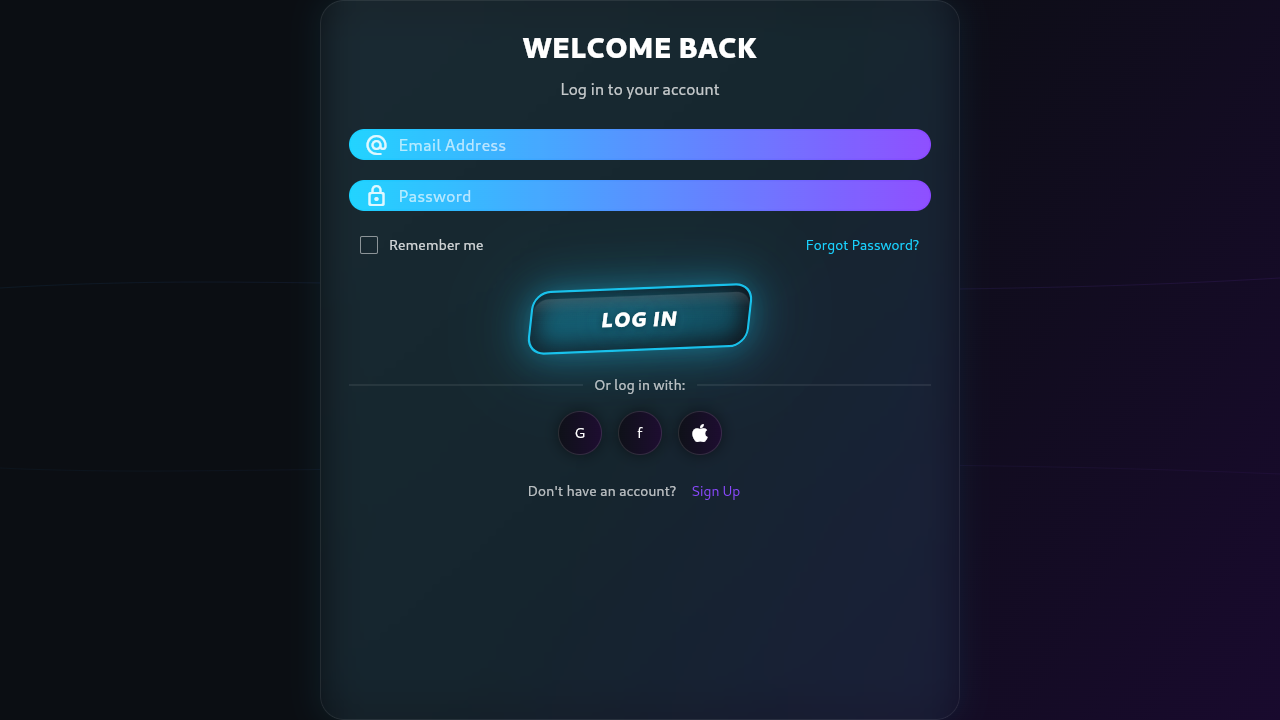 WELCOME BACK
Log in to your account
Email Address
Password
Remember me
Forgot Password?
LOG IN
Or log in with:
G
f
Don't have an account? Sign Up